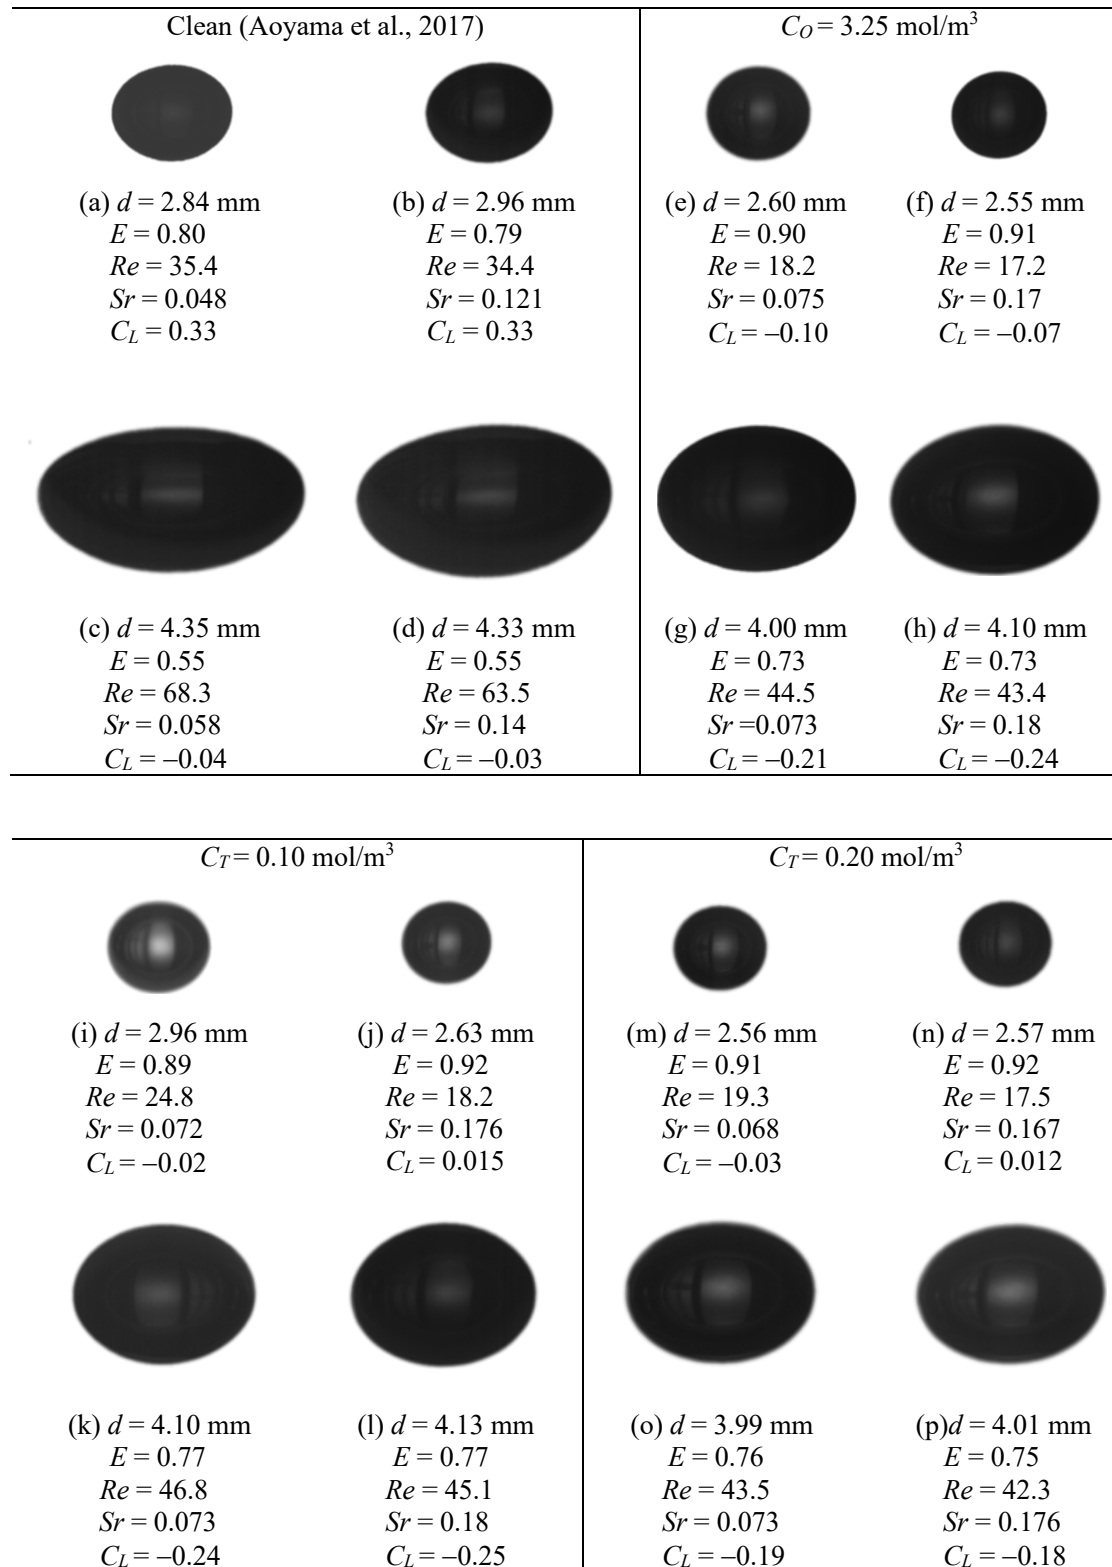 Clean (Aoyama et al., 2017)
C_O = 3.25 mol/m³
(a) d = 2.84 mm
E = 0.80
Re = 35.4
Sr = 0.048
C_L = 0.33
(b) d = 2.96 mm
E = 0.79
Re = 34.4
Sr = 0.121
C_L = 0.33
(e) d = 2.60 mm
E = 0.90
Re = 18.2
Sr = 0.075
C_L = –0.10
(f) d = 2.55 mm
E = 0.91
Re = 17.2
Sr = 0.17
C_L = –0.07
(c) d = 4.35 mm
E = 0.55
Re = 68.3
Sr = 0.058
C_L = –0.04
(d) d = 4.33 mm
E = 0.55
Re = 63.5
Sr = 0.14
C_L = –0.03
(g) d = 4.00 mm
E = 0.73
Re = 44.5
Sr =0.073
C_L = –0.21
(h) d = 4.10 mm
E = 0.73
Re = 43.4
Sr = 0.18
C_L = –0.24
C_T = 0.10 mol/m³
C_T = 0.20 mol/m³
(i) d = 2.96 mm
E = 0.89
Re = 24.8
Sr = 0.072
C_L = –0.02
(j) d = 2.63 mm
E = 0.92
Re = 18.2
Sr = 0.176
C_L = 0.015
(m) d = 2.56 mm
E = 0.91
Re = 19.3
Sr = 0.068
C_L = –0.03
(n) d = 2.57 mm
E = 0.92
Re = 17.5
Sr = 0.167
C_L = 0.012
(k) d = 4.10 mm
E = 0.77
Re = 46.8
Sr = 0.073
C_L = –0.24
(l) d = 4.13 mm
E = 0.77
Re = 45.1
Sr = 0.18
C_L = –0.25
(o) d = 3.99 mm
E = 0.76
Re = 43.5
Sr = 0.073
C_L = –0.19
(p)d = 4.01 mm
E = 0.75
Re = 42.3
Sr = 0.176
C_L = –0.18